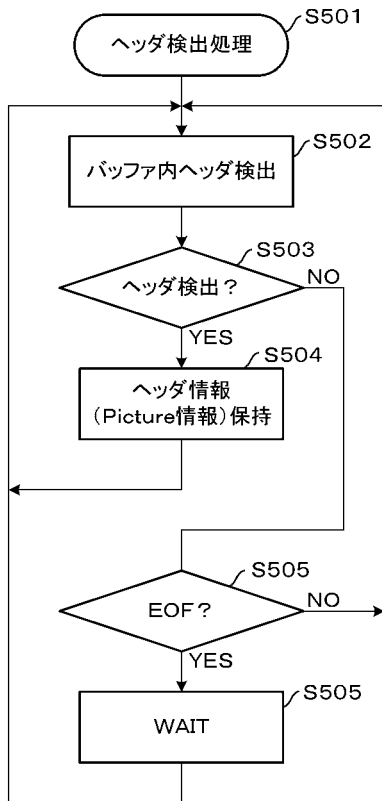 S501
ヘッダ検出処理
S502
バッファ内ヘッダ検出
S503
ヘッダ検出？
NO
YES
S504
ヘッダ情報
（Picture情報）保持
S505
EOF？
NO
YES
S505
WAIT